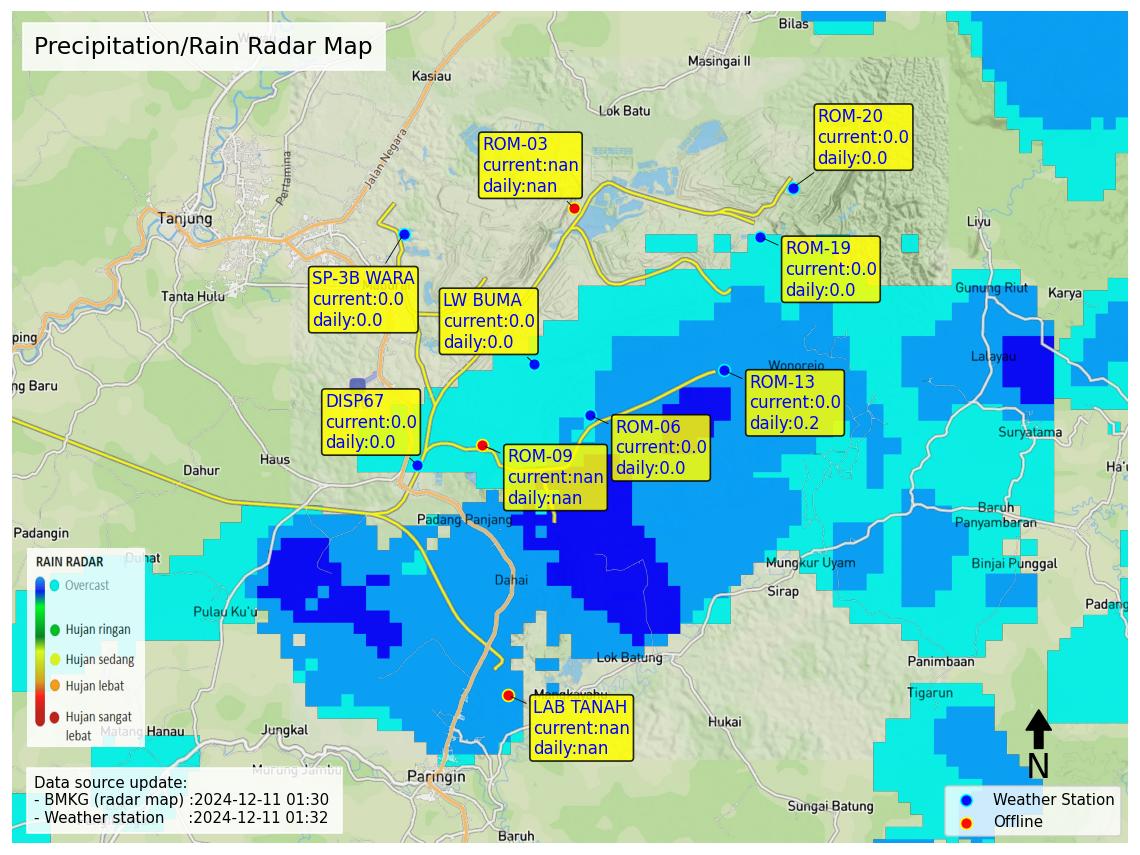 Precipitation/Rain Radar Map
Bilas
Masingai II
Kasiau
Lok Batu
Jalan Negara
Pertamina
Tanjung
Liyu
ROM-20
current:0.0
daily:0.0
ROM-03
current:nan
daily:nan
ROM-19
current:0.0
daily:0.0
SP-3B WARA
current:0.0
daily:0.0
LW BUMA
current:0.0
daily:0.0
Tanta Hulu
Gunung Riut
Karya
ping
Lalayau
Wonorejo
ng Baru
ROM-13
current:0.0
daily:0.2
DISP67
current:0.0
daily:0.0
ROM-06
current:0.0
daily:0.0
Suryatama
ROM-09
current:nan
daily:nan
Haus
Dahur
Ha'u
Baruh
Panyambaran
Padang Panjang
Padangin
Duhat
Mungkur Uyam
Binjai Punggal
Dahai
Sirap
Padang
Pulau Ku'u
RAIN RADAR
Overcast
Hujan ringan
Hujan sedang
Hujan lebat
Hujan sangat
lebat
Lok Batung
Panimbaan
Tigarun
Mangkayahu
LAB TANAH
current:nan
daily:nan
Hukai
Matang Hanau
Jungkal
Murung Jambu
Paringin
Sungai Batung
Baruh
N
Data source update:
- BMKG (radar map) :2024-12-11 01:30
- Weather station :2024-12-11 01:32
Weather Station
Offline